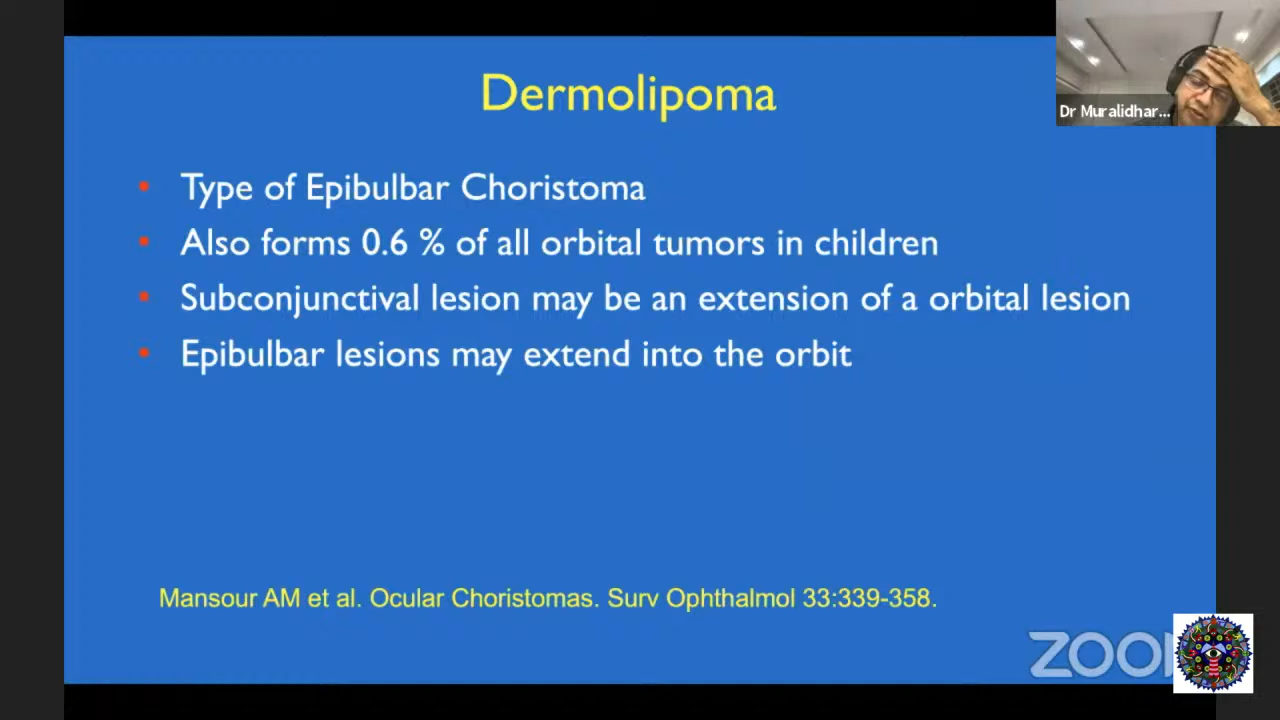 Dermolipoma
Dr Muralidhar...
• Type of Epibulbar Choristoma
• Also forms 0.6 % of all orbital tumors in children
• Subconjunctival lesion may be an extension of a orbital lesion
• Epibulbar lesions may extend into the orbit
Mansour AM et al. Ocular Choristomas. Surv Ophthalmol 33:339-358.
ZOO